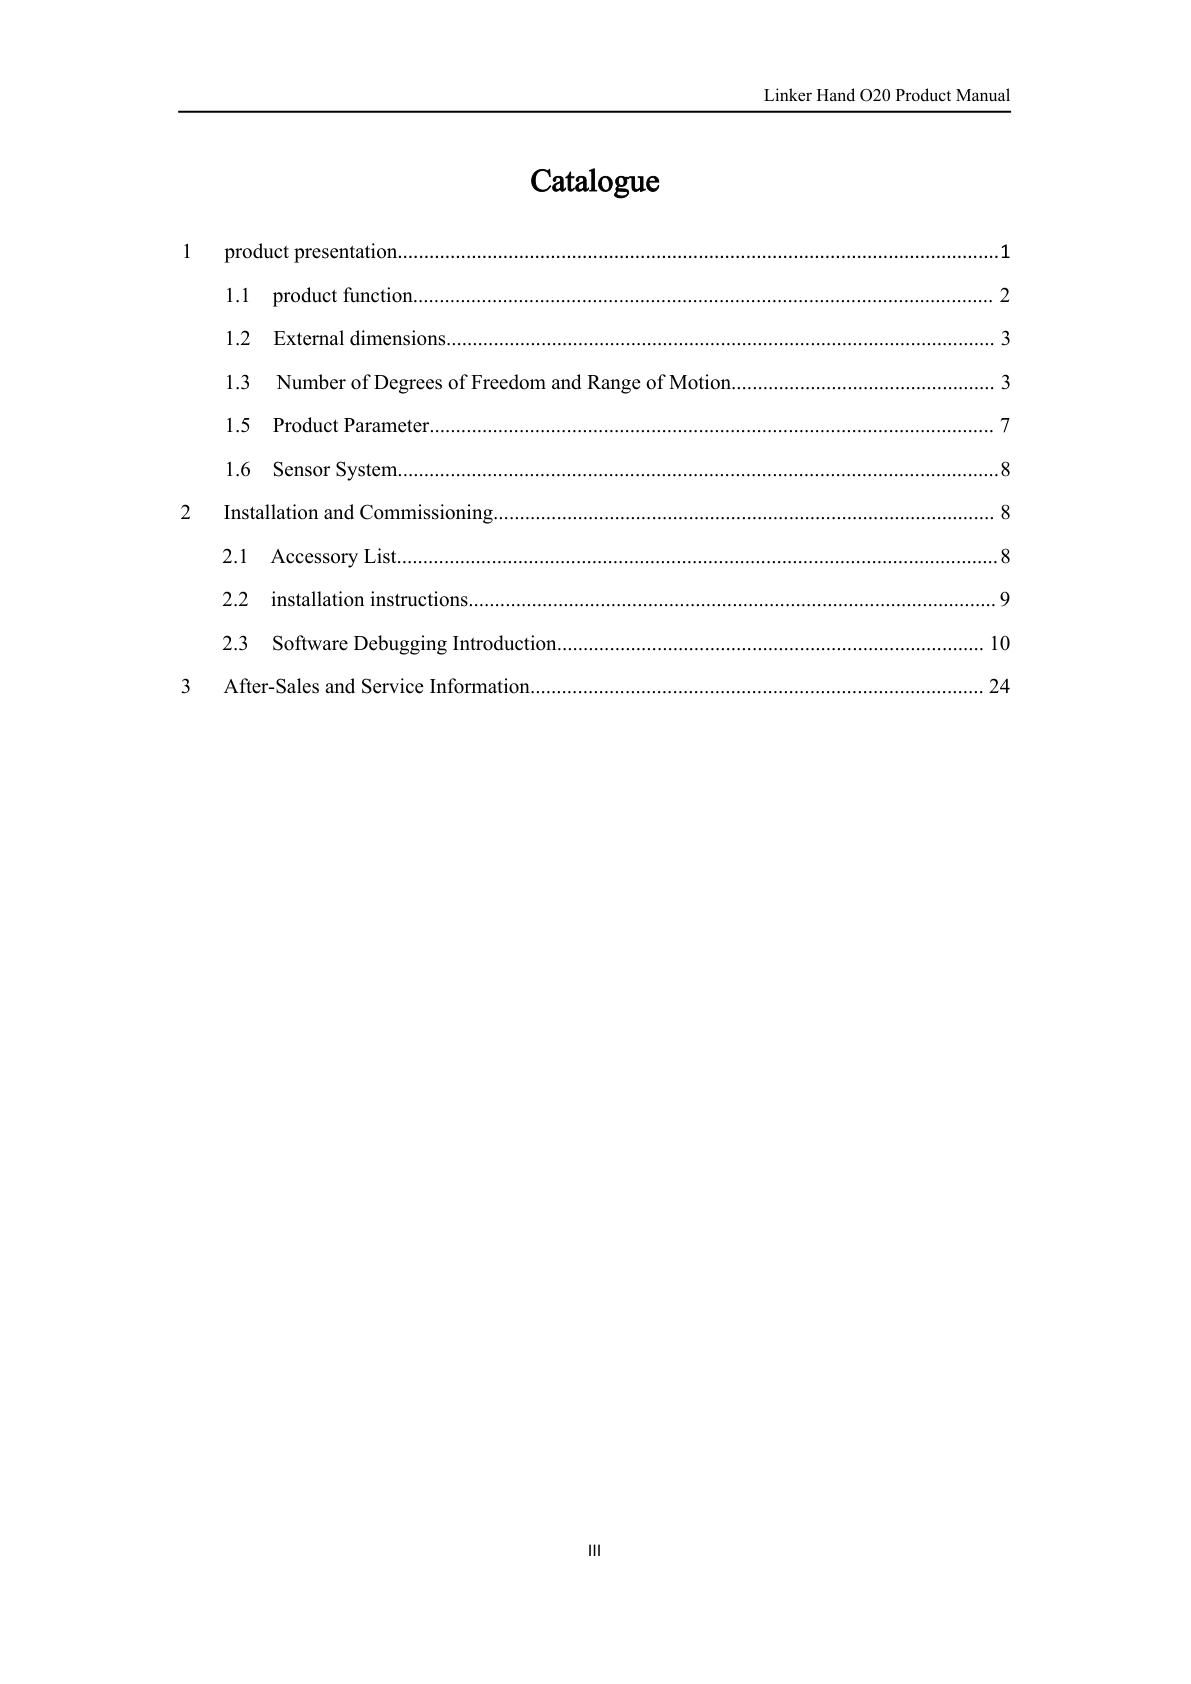 Linker Hand O20 Product Manual
Catalogue
1 product presentation...................................................................................................................1
1.1 product function.............................................................................................................. 2
1.2 External dimensions........................................................................................................ 3
1.3 Number of Degrees of Freedom and Range of Motion.................................................. 3
1.5 Product Parameter........................................................................................................... 7
1.6 Sensor System..................................................................................................................8
2 Installation and Commissioning............................................................................................... 8
2.1 Accessory List..................................................................................................................8
2.2 installation instructions.................................................................................................... 9
2.3 Software Debugging Introduction................................................................................. 10
3 After-Sales and Service Information...................................................................................... 24
III